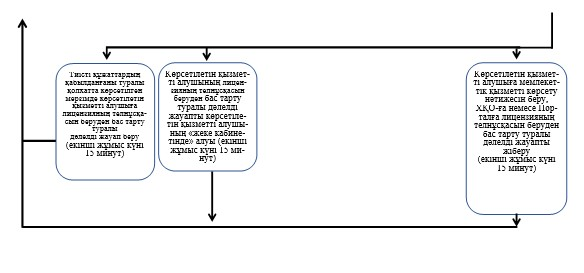 Тиісті құжаттардың
қабылданғаны туралы
қолхатта көрсетілген
мерзімде көрсетілетін
қызметті алушыға
лицензияның телнұсқа-
сын беруден бас тарту
туралы
дәлелді жауап беру
(екінші жұмыс күні
15 минут)
Көрсетілетін қызмет-
ті алушының лицен-
зияның телнұсқасын
беруден бас тарту
туралы дәлелді
жауапты көрсетіле-
тін қызметті алушы-
ның «жеке кабине-
тінде» алуы (екінші
жұмыс күні 15 ми-
нут)
Көрсетілетін қызмет-
ті алушыға мемлекет-
тік қызметті көрсету
нәтижесін беру,
ХҚО-ға немесе Пор-
талға лицензияның
телнұсқасын беруден
бас тарту туралы
дәлелді жауапты
жіберу
(екінші жұмыс күні
15 минут)